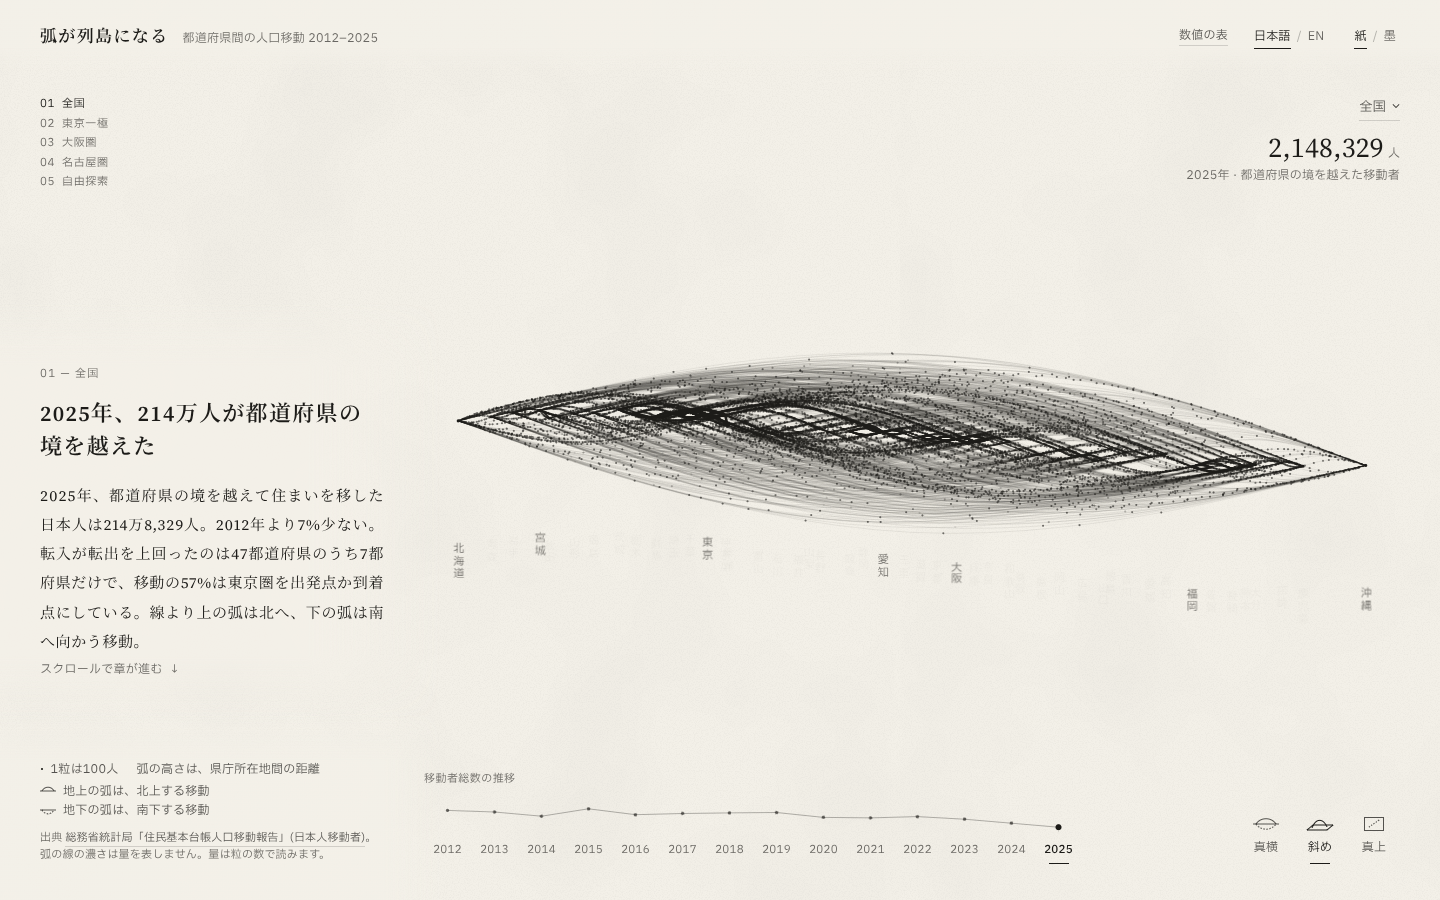 弧が列島になる 都道府県間の人口移動 2012–2025
数値の表 日本語 / EN 紙 / 墨
01 全国
02 東京一極
03 大阪圏
04 名古屋圏
05 自由探索
全国
2,148,329 人
2025年 · 都道府県の境を越えた移動者
01 — 全国
2025年、214万人が都道府県の
境を越えた
2025年、都道府県の境を越えて住まいを移した
日本人は214万8,329人。2012年より7%少ない。
転入が転出を上回ったのは47都道府県のうち7都
府県だけで、移動の57%は東京圏を出発点か到着
点にしている。線より上の弧は北へ、下の弧は南
へ向かう移動。
スクロールで章が進む ↓
北海道
宮城
東京
愛知
大阪
福岡
沖縄
· 1粒は100人 弧の高さは、県庁所在地間の距離
地上の弧は、北上する移動
地下の弧は、南下する移動
出典 総務省統計局「住民基本台帳人口移動報告」(日本人移動者)。
弧の線の濃さは量を表しません。量は粒の数で読みます。
移動者総数の推移
2012 2013 2014 2015 2016 2017 2018 2019 2020 2021 2022 2023 2024 2025
真横 斜め 真上